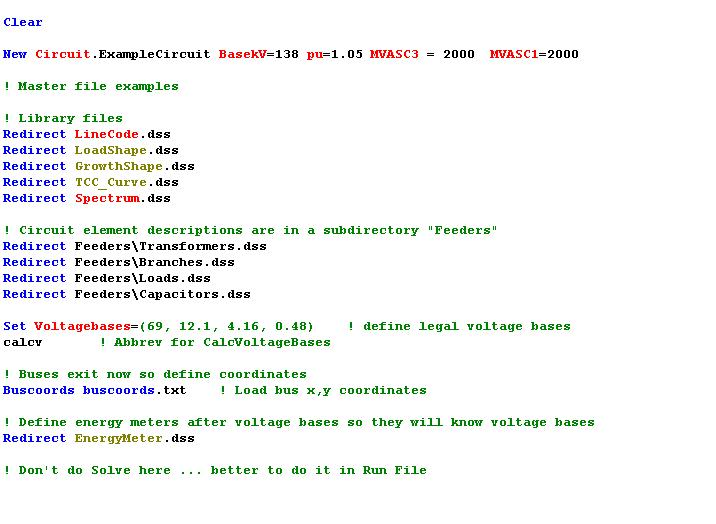 Clear
New Circuit.ExampleCircuit BasekV=138 pu=1.05 MVASC3 = 2000  MVASC1=2000
! Master file examples
! Library files
Redirect LineCode.dss
Redirect LoadShape.dss
Redirect GrowthShape.dss
Redirect TCC_Curve.dss
Redirect Spectrum.dss
! Circuit element descriptions are in a subdirectory "Feeders"
Redirect Feeders\Transformers.dss
Redirect Feeders\Branches.dss
Redirect Feeders\Loads.dss
Redirect Feeders\Capacitors.dss
Set Voltagebases=(69, 12.1, 4.16, 0.48)    ! define legal voltage bases
calcv       ! Abbrev for CalcVoltageBases
! Buses exit now so define coordinates
Buscoords buscoords.txt    ! Load bus x,y coordinates
! Define energy meters after voltage bases so they will know voltage bases
Redirect EnergyMeter.dss
! Don't do Solve here ... better to do it in Run File